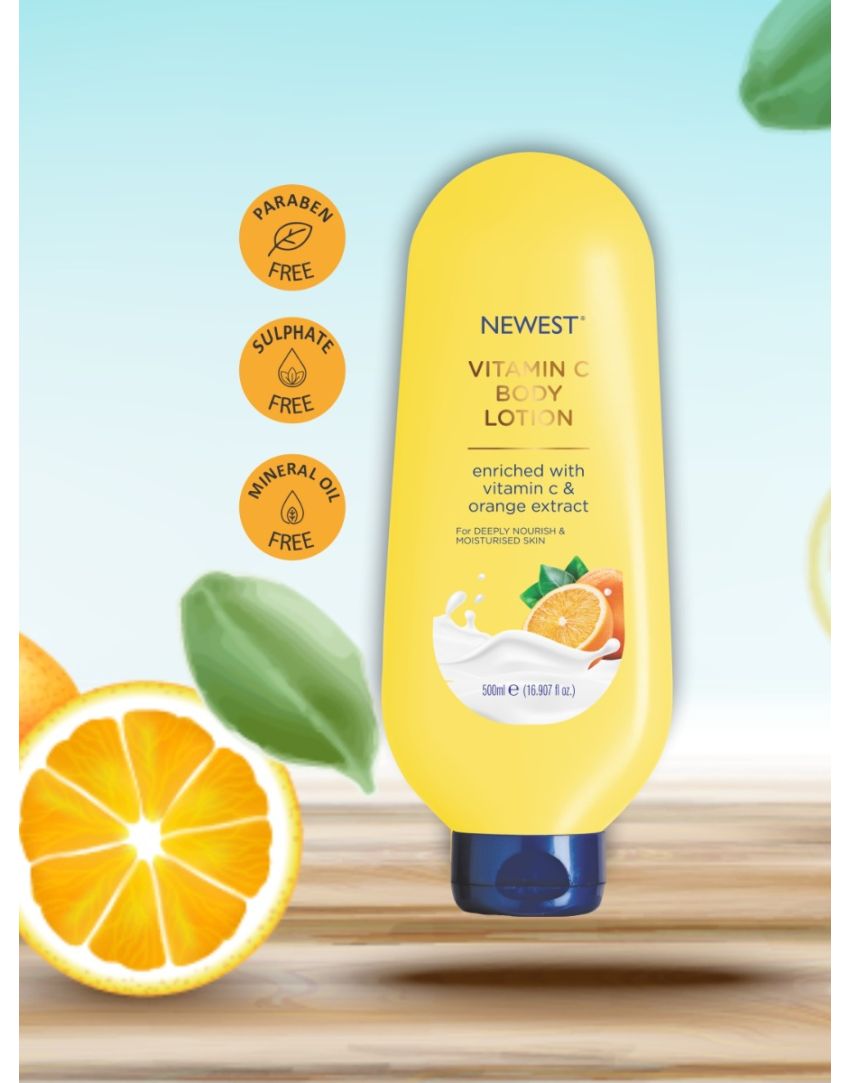 PARABEN
FREE
SULPHATE
FREE
MINERAL OIL
FREE
NEWEST®
VITAMIN C
BODY
LOTION
enriched with
vitamin c &
orange extract
For DEEPLY NOURISH &
MOISTURISED SKIN
500ml ℮ (16.907 fl oz.)